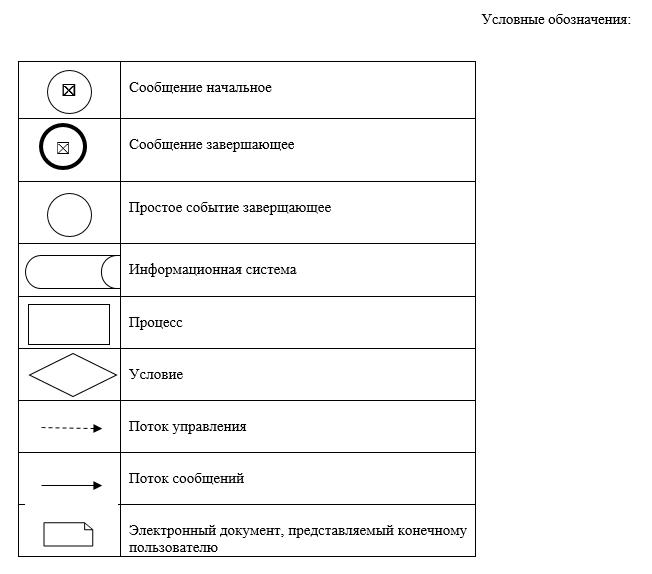 Условные обозначения:
Сообщение начальное
Сообщение завершающее
Простое событие заверщающее
Информационная система
Процесс
Условие
Поток управления
Поток сообщений
Электронный документ, представляемый конечному
пользователю